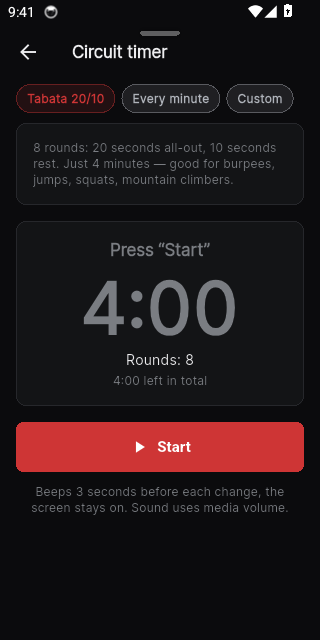 9:41
Circuit timer
Tabata 20/10
Every minute
Custom
8 rounds: 20 seconds all-out, 10 seconds
rest. Just 4 minutes — good for burpees,
jumps, squats, mountain climbers.
Press “Start”
4:00
Rounds: 8
4:00 left in total
Start
Beeps 3 seconds before each change, the
screen stays on. Sound uses media volume.